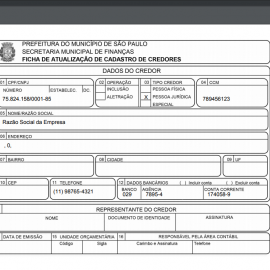 PREFEITURA DO MUNICÍPIO DE SÃO PAULO
SECRETARIA MUNICIPAL DE FINANÇAS
FICHA DE ATUALIZAÇÃO DE CADASTRO DE CREDORES
DADOS DO CREDOR
01 CPF/CNPJ
NÚMERO ESTABELEC. DC
75.824.158/0001-85
02 OPERAÇÃO
INCLUSÃO
ALETRAÇÃO
03 TIPO CREDOR
PESSOA FÍSICA
X PESSOA JURÍDICA
ESPECIAL
04 CCM
789456123
05 NOME/RAZÃO SOCIAL
Razão Social da Empresa
06 ENDEREÇO
, 0,
07 BAIRRO
08 CIDADE
09 UF
10 CEP
11 TELEFONE
(11) 98765-4321
12 DADOS BANCÁRIOS ( ) Incluir conta ( ) Excluir conta
BANCO AGÊNCIA CONTA CORRENTE
029 7895-4 174058-9
REPRESENTANTE DO CREDOR
NOME DOCUMENTO DE IDENTIDADE ASSINATURA
DATA DE EMISSÃO
15 UNIDADE ORÇAMENTÁRIA
Código Sigla
16 RESPONSÁVEL PELA ÁREA CONTÁBIL
Carimbo e Assinatura Telefone